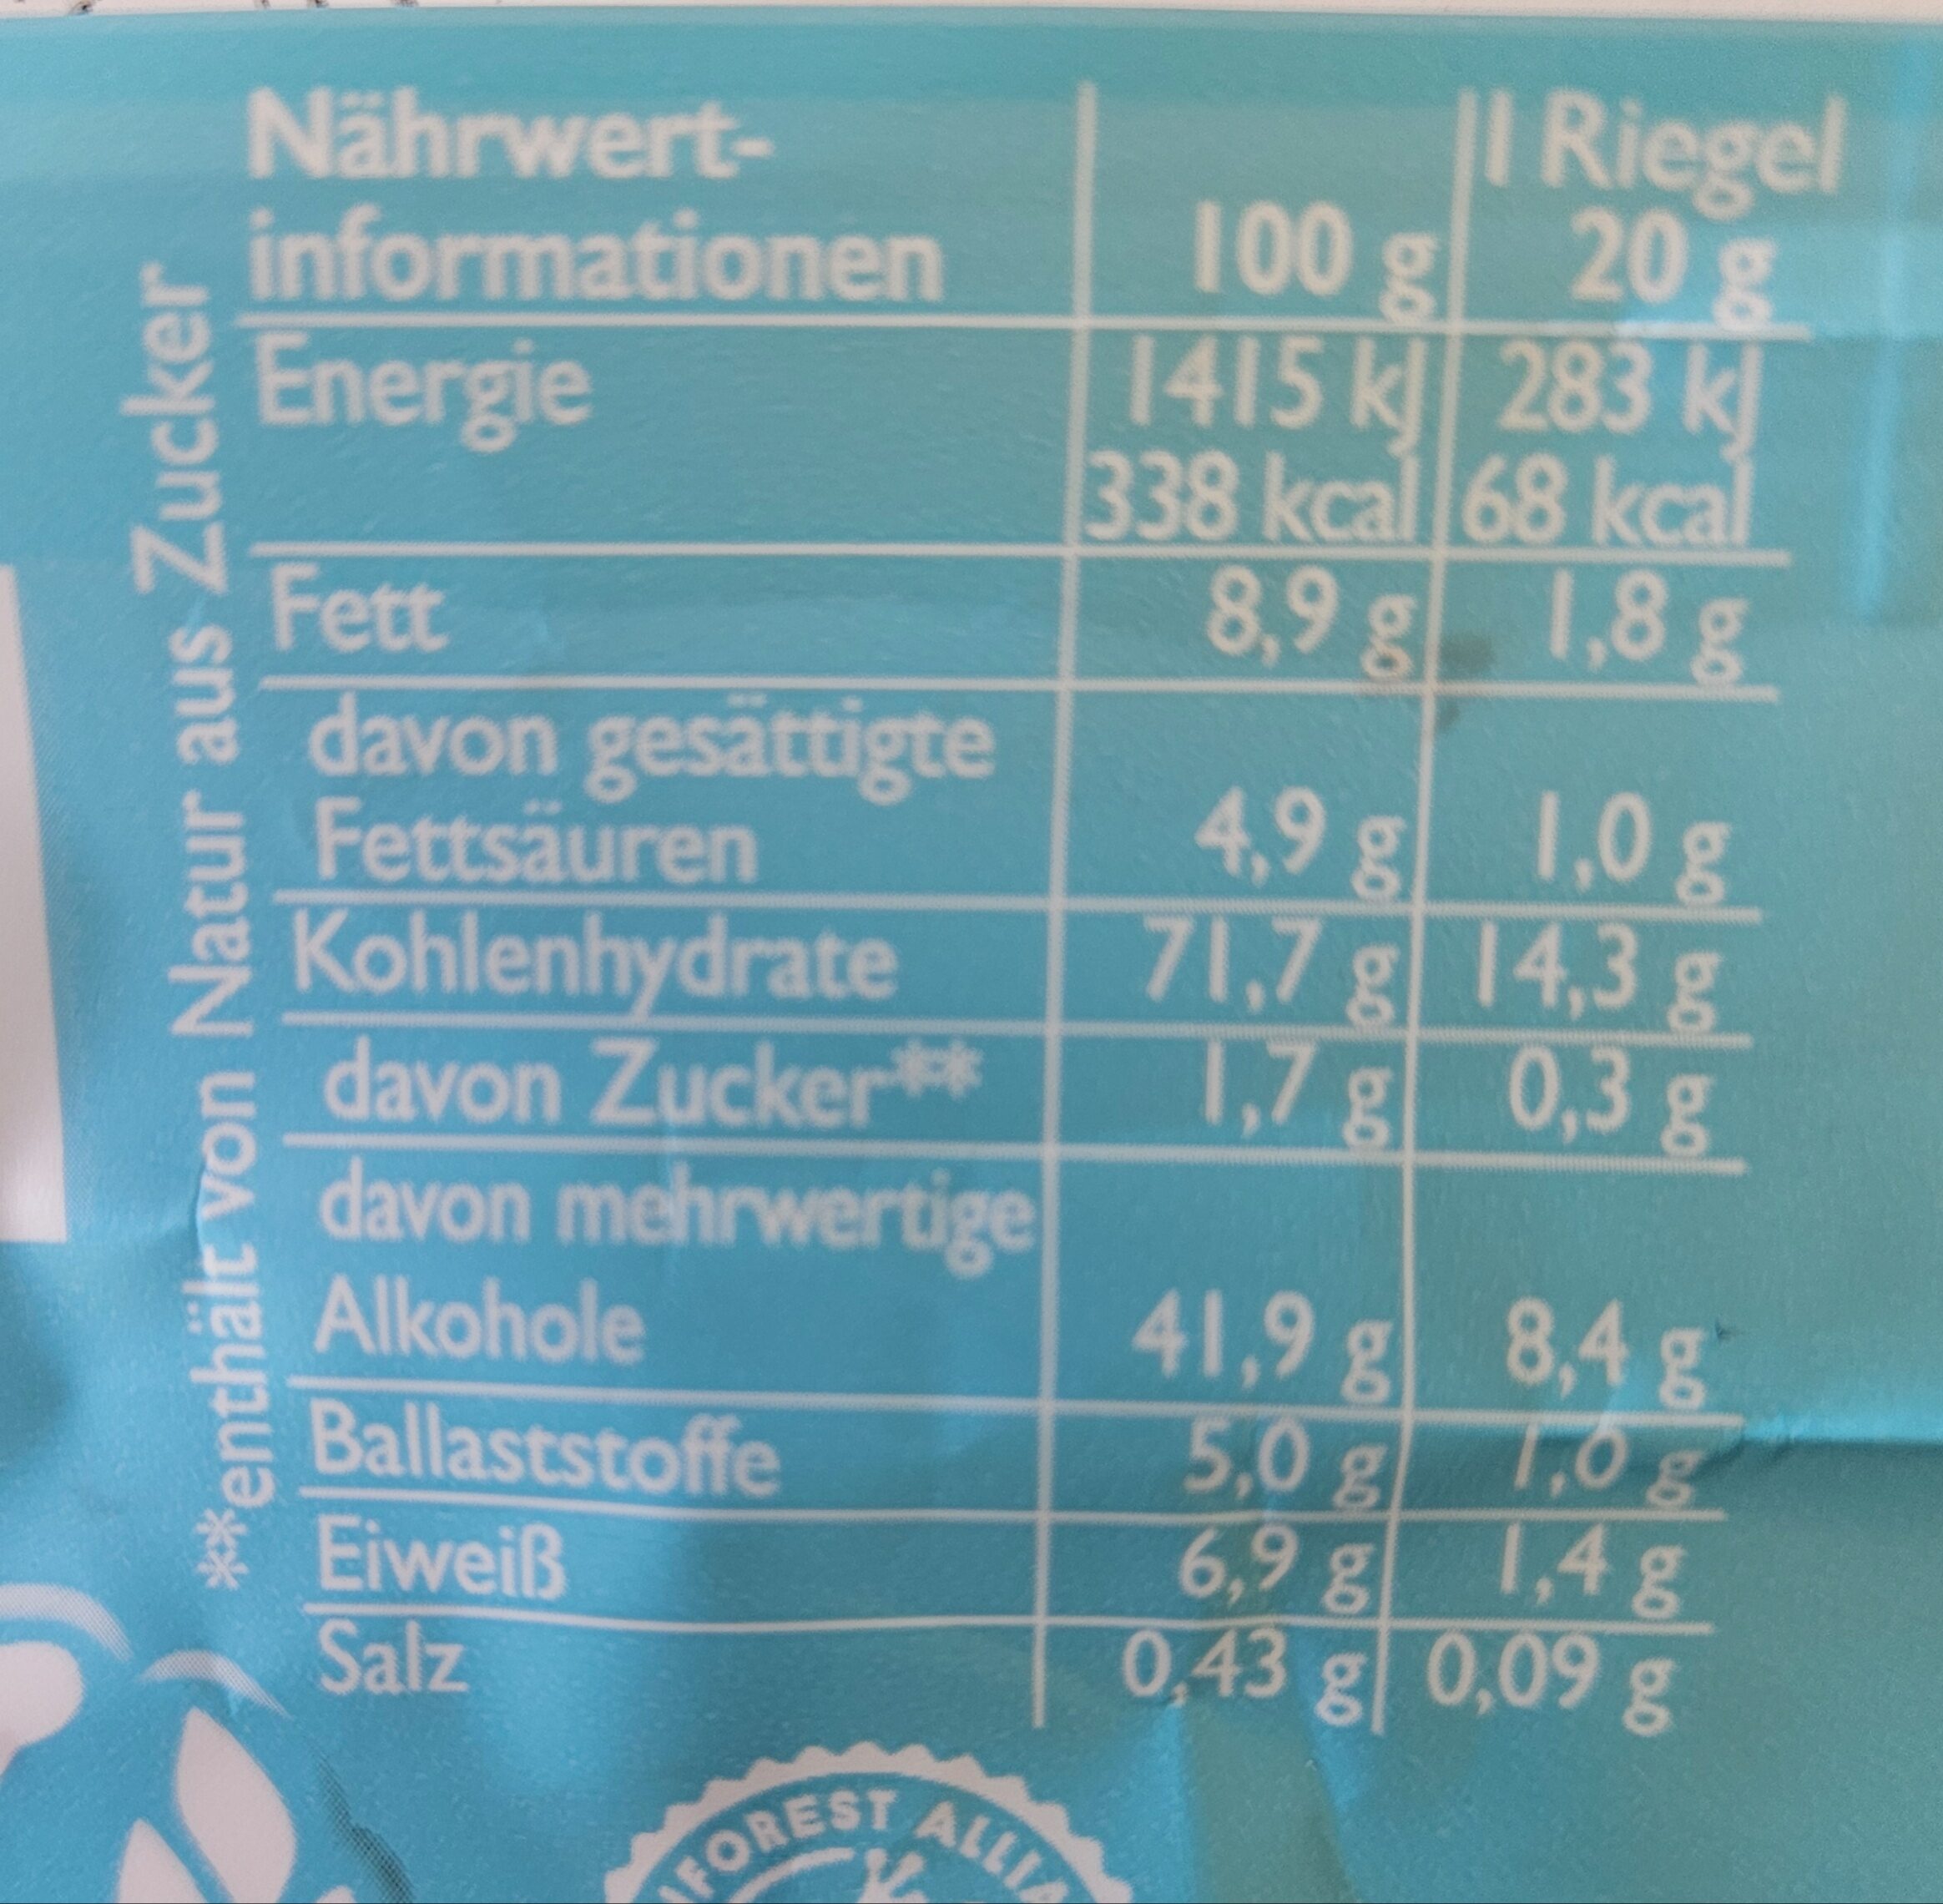 Nährwert-
informationen 100 g 1 Riegel 20 g
Energie 1415 kJ 283 kJ
338 kcal 68 kcal
Fett 8,9 g 1,8 g
davon gesättigte
Fettsäuren 4,9 g 1,0 g
Kohlenhydrate 71,7 g 14,3 g
davon Zucker** 1,7 g 0,3 g
davon mehrwertige
Alkohole 41,9 g 8,4 g
Ballaststoffe 5,0 g 1,0 g
Eiweiß 6,9 g 1,4 g
Salz 0,43 g 0,09 g
**enthält von Natur aus Zucker
FOREST ALLIA